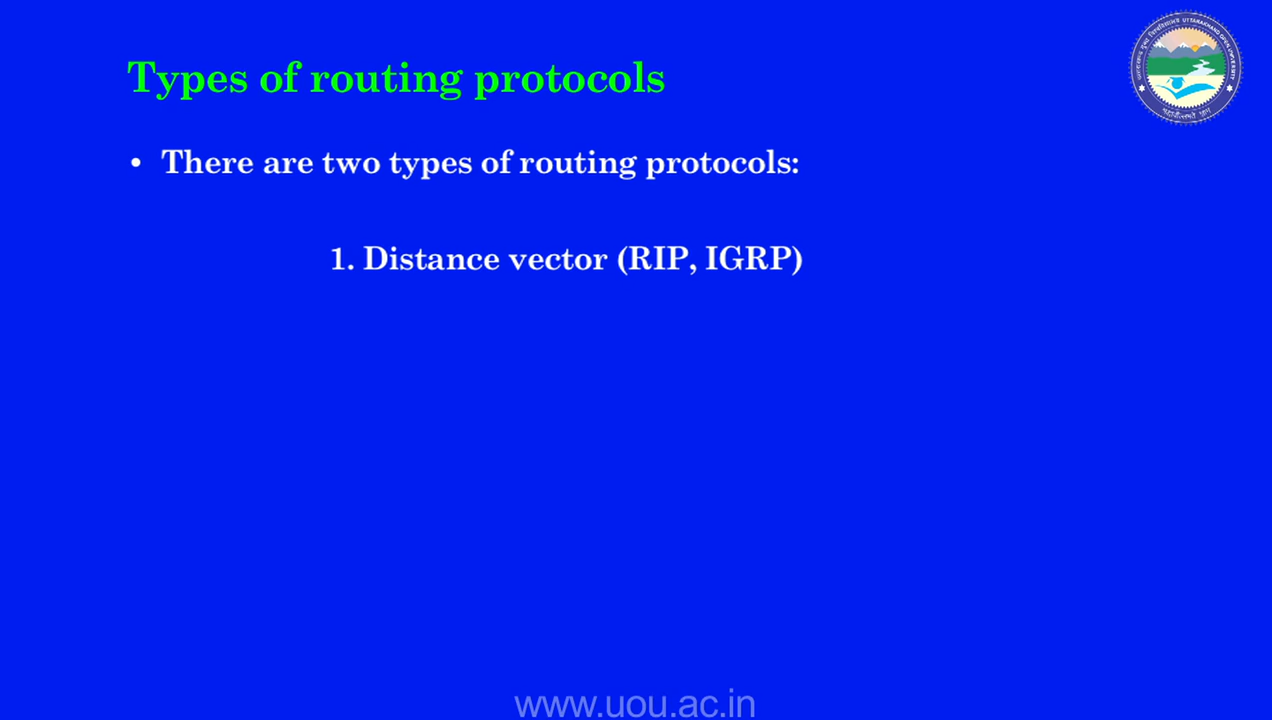 Types of routing protocols
• There are two types of routing protocols:
1. Distance vector (RIP, IGRP)
www.uou.ac.in